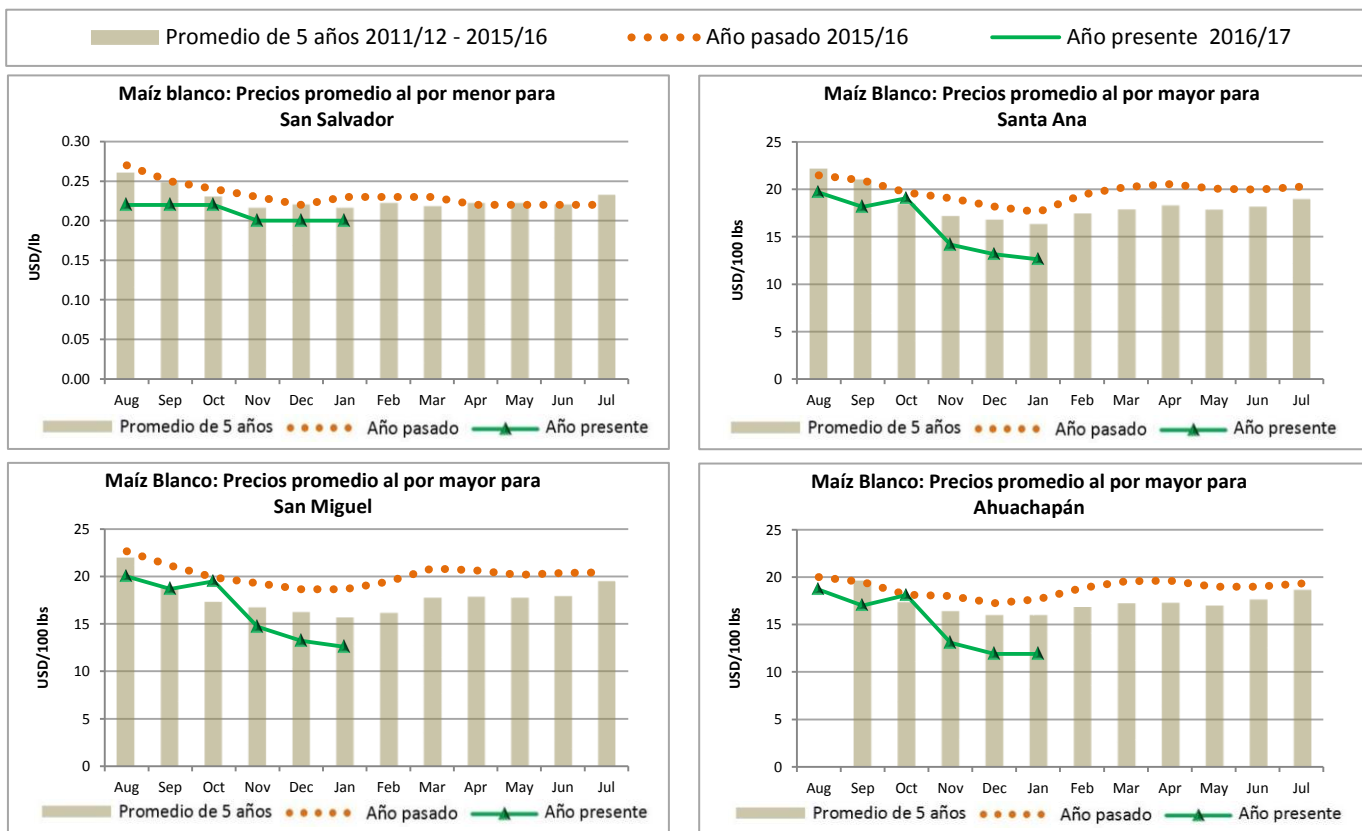 Promedio de 5 años 2011/12 - 2015/16 Año pasado 2015/16 Año presente 2016/17
Maíz blanco: Precios promedio al por menor para
San Salvador
USD/lb
0.30
0.25
0.20
0.15
0.10
0.05
0.00
Aug Sep Oct Nov Dec Jan Feb Mar Apr May Jun Jul
Promedio de 5 años Año pasado Año presente
Maíz Blanco: Precios promedio al por mayor para
Santa Ana
USD/100 lbs
25
20
15
10
5
0
Aug Sep Oct Nov Dec Jan Feb Mar Apr May Jun Jul
Promedio de 5 años Año pasado Año presente
Maíz Blanco: Precios promedio al por mayor para
San Miguel
USD/100 lbs
25
20
15
10
5
0
Aug Sep Oct Nov Dec Jan Feb Mar Apr May Jun Jul
Promedio de 5 años Año pasado Año presente
Maíz Blanco: Precios promedio al por mayor para
Ahuachapán
USD/100 lbs
25
20
15
10
5
0
Aug Sep Oct Nov Dec Jan Feb Mar Apr May Jun Jul
Promedio de 5 años Año pasado Año presente